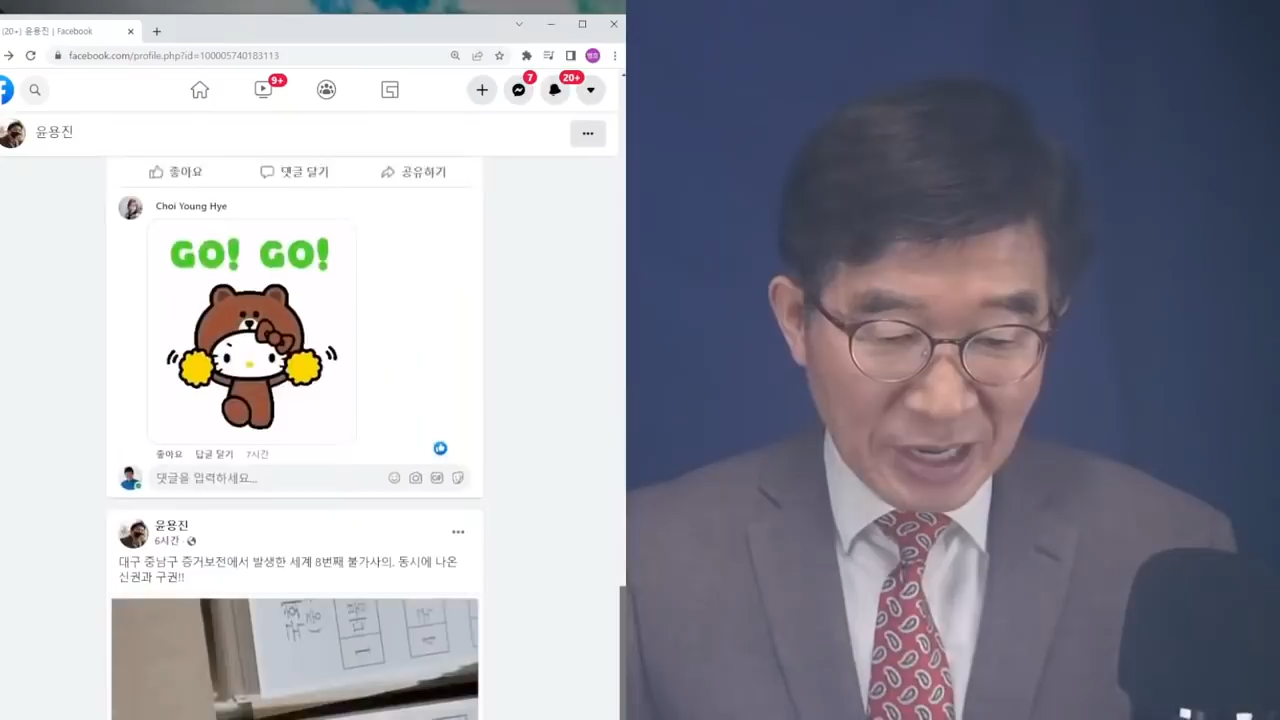 (20+) 윤용진 | Facebook
facebook.com/profile.php?id=100005740183113
9+
7
20+
윤용진
좋아요 댓글 달기 공유하기
Choi Young Hye
GO! GO!
좋아요 답글 달기 7시간
댓글을 입력하세요...
윤용진
6시간
대구 중남구 증거보전에서 발생한 세계 8번째 불가사의. 동시에 나온
신권과 구권!!